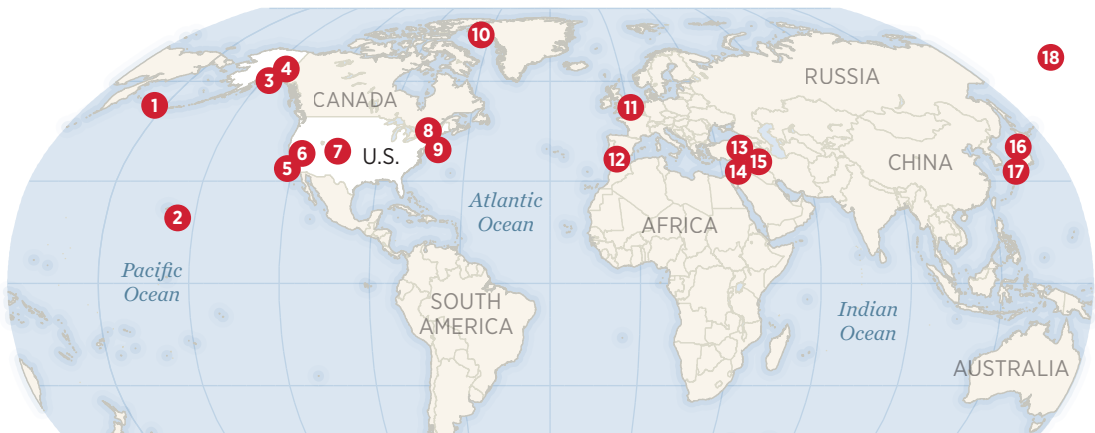 10
18
4
3
RUSSIA
CANADA
1
11
8
16
13
9
7
6
U.S.
12
15
CHINA
5
14
17
Atlantic
Ocean
2
AFRICA
Pacific
Ocean
SOUTH
AMERICA
Indian
Ocean
AUSTRALIA